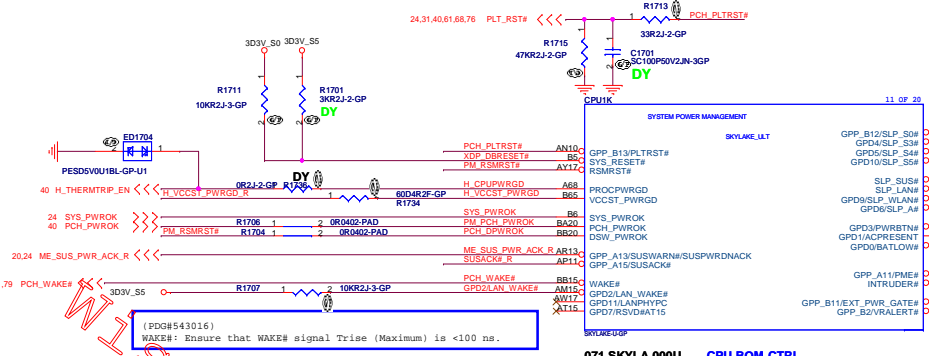 R1713
24,31,40,61,68,76 PLT_RST#
PCH_PLTRST#
33R2J-2-GP
3D3V_S0 3D3V_S5
R1715
47KR2J-2-GP
C1701
SC100P50V2JN-3GP
DY
R1711
10KR2J-3-GP
R1701
3KR2J-2-GP
DY
CPU1K
11 OF 20
SYSTEM POWER MANAGEMENT
SKYLAKE_ULT
ED1704
PESD5V0U1BL-GP-U1
PCH_PLTRST# AN10 GPP_B13/PLTRST#
XDP_DBRESET# B5 SYS_RESET#
PM_RSMRST# AY17 RSMRST#
GPP_B12/SLP_S0#
GPD4/SLP_S3#
GPD5/SLP_S4#
GPD10/SLP_S5#
DY
40 H_THERMTRIP_EN
0R2J-2-GP R1736
H_CPUPWRGD A68 PROCPWRGD
H_VCCST_PWRGD_R
60D4R2F-GP
R1734
H_VCCST_PWRGD B65 VCCST_PWRGD
SLP_SUS#
SLP_LAN#
GPD9/SLP_WLAN#
GPD6/SLP_A#
24 SYS_PWROK
40 PCH_PWROK
SYS_PWROK B6 SYS_PWROK
R1706 1 2 0R0402-PAD PM_PCH_PWROK BA20 PCH_PWROK
PM_RSMRST# R1704 1 2 0R0402-PAD PCH_DPWROK BB20 DSW_PWROK
GPD3/PWRBTN#
GPD1/ACPRESENT
GPD0/BATLOW#
20,24 ME_SUS_PWR_ACK_R
ME_SUS_PWR_ACK_R AR13 GPP_A13/SUSWARN#/SUSPWRDNACK
SUSACK#_R AP11 GPP_A15/SUSACK#
,79 PCH_WAKE#
PCH_WAKE# BB15 WAKE#
3D3V_S5 R1707 1 2 10KR2J-3-GP GPD2/LAN_WAKE# AM15 GPD2/LAN_WAKE#
AW17 GPD11/LANPHYPC
AT15 GPD7/RSVD#AT15
GPP_A11/PME#
INTRUDER#
GPP_B11/EXT_PWR_GATE#
GPP_B2/VRALERT#
SKYLAKE-U-GP
(PDG#543016)
WAKE#: Ensure that WAKE# signal Trise (Maximum) is <100 ns.
071.SKYLA.000U CPU ROM CTRL